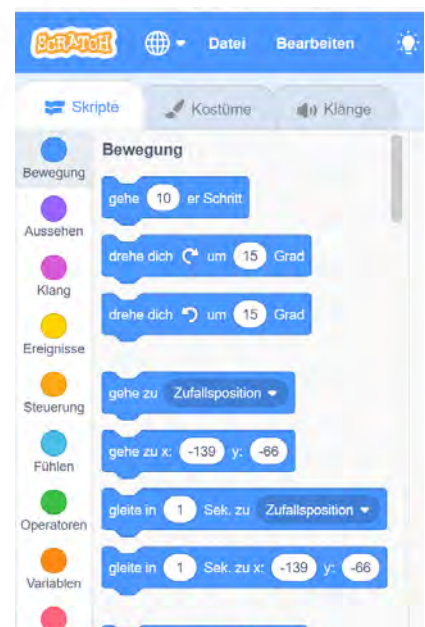 SCRATCH Datei Bearbeiten
Skripte Kostüme Klänge
Bewegung
Aussehen
Klang
Ereignisse
Steuerung
Fühlen
Operatoren
Variablen
Bewegung
gehe 10 er Schritt
drehe dich um 15 Grad
drehe dich um 15 Grad
gehe zu Zufallsposition
gehe zu x: -139 y: -66
gleite in 1 Sek. zu Zufallsposition
gleite in 1 Sek. zu x: -139 y: -66